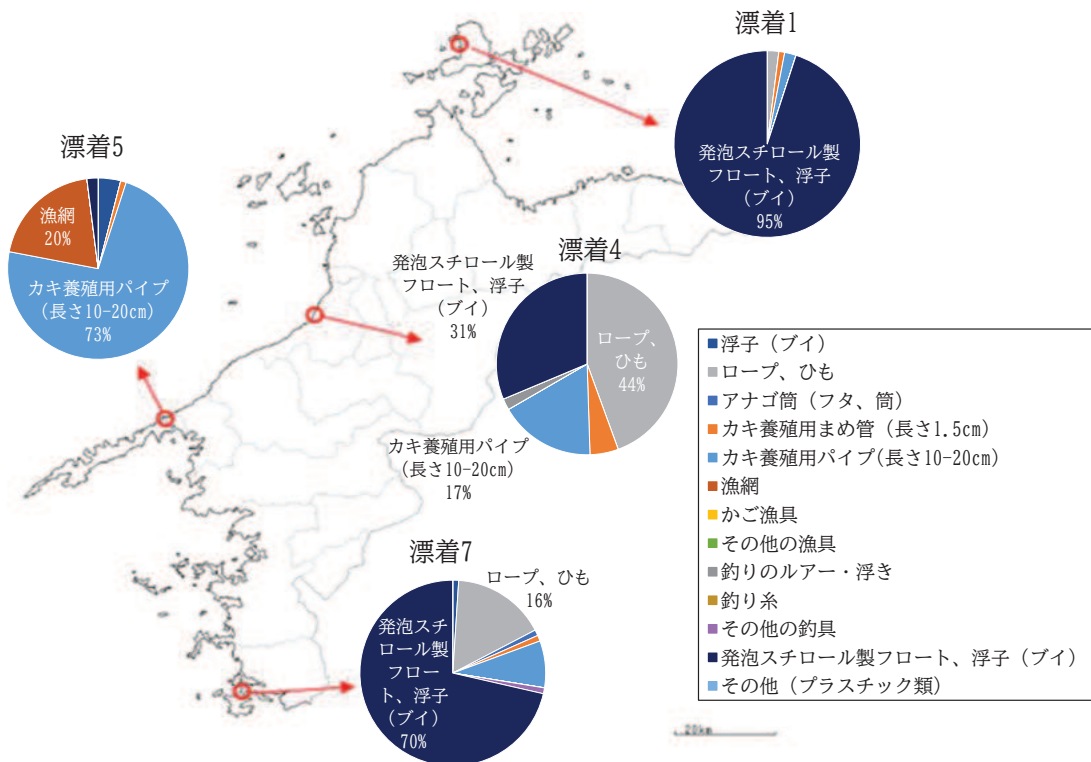 漂着1
発泡スチロール製
フロート、浮子
(ブイ)
95%
漂着5
漁網
20%
カキ養殖用パイプ
(長さ10-20cm)
73%
漂着4
発泡スチロール製
フロート、浮子
(ブイ)
31%
ロープ、
ひも
44%
カキ養殖用パイプ
(長さ10-20cm)
17%
漂着7
ロープ、ひも
16%
発泡スチ
ロール製
フロー
ト、浮子
(ブイ)
70%
浮子(ブイ)
ロープ、ひも
アナゴ筒(フタ、筒)
カキ養殖用まめ管(長さ1.5cm)
カキ養殖用パイプ(長さ10-20cm)
漁網
かご漁具
その他の漁具
釣りのルアー・浮き
釣り糸
その他の釣具
発泡スチロール製フロート、浮子(ブイ)
その他(プラスチック類)
20km